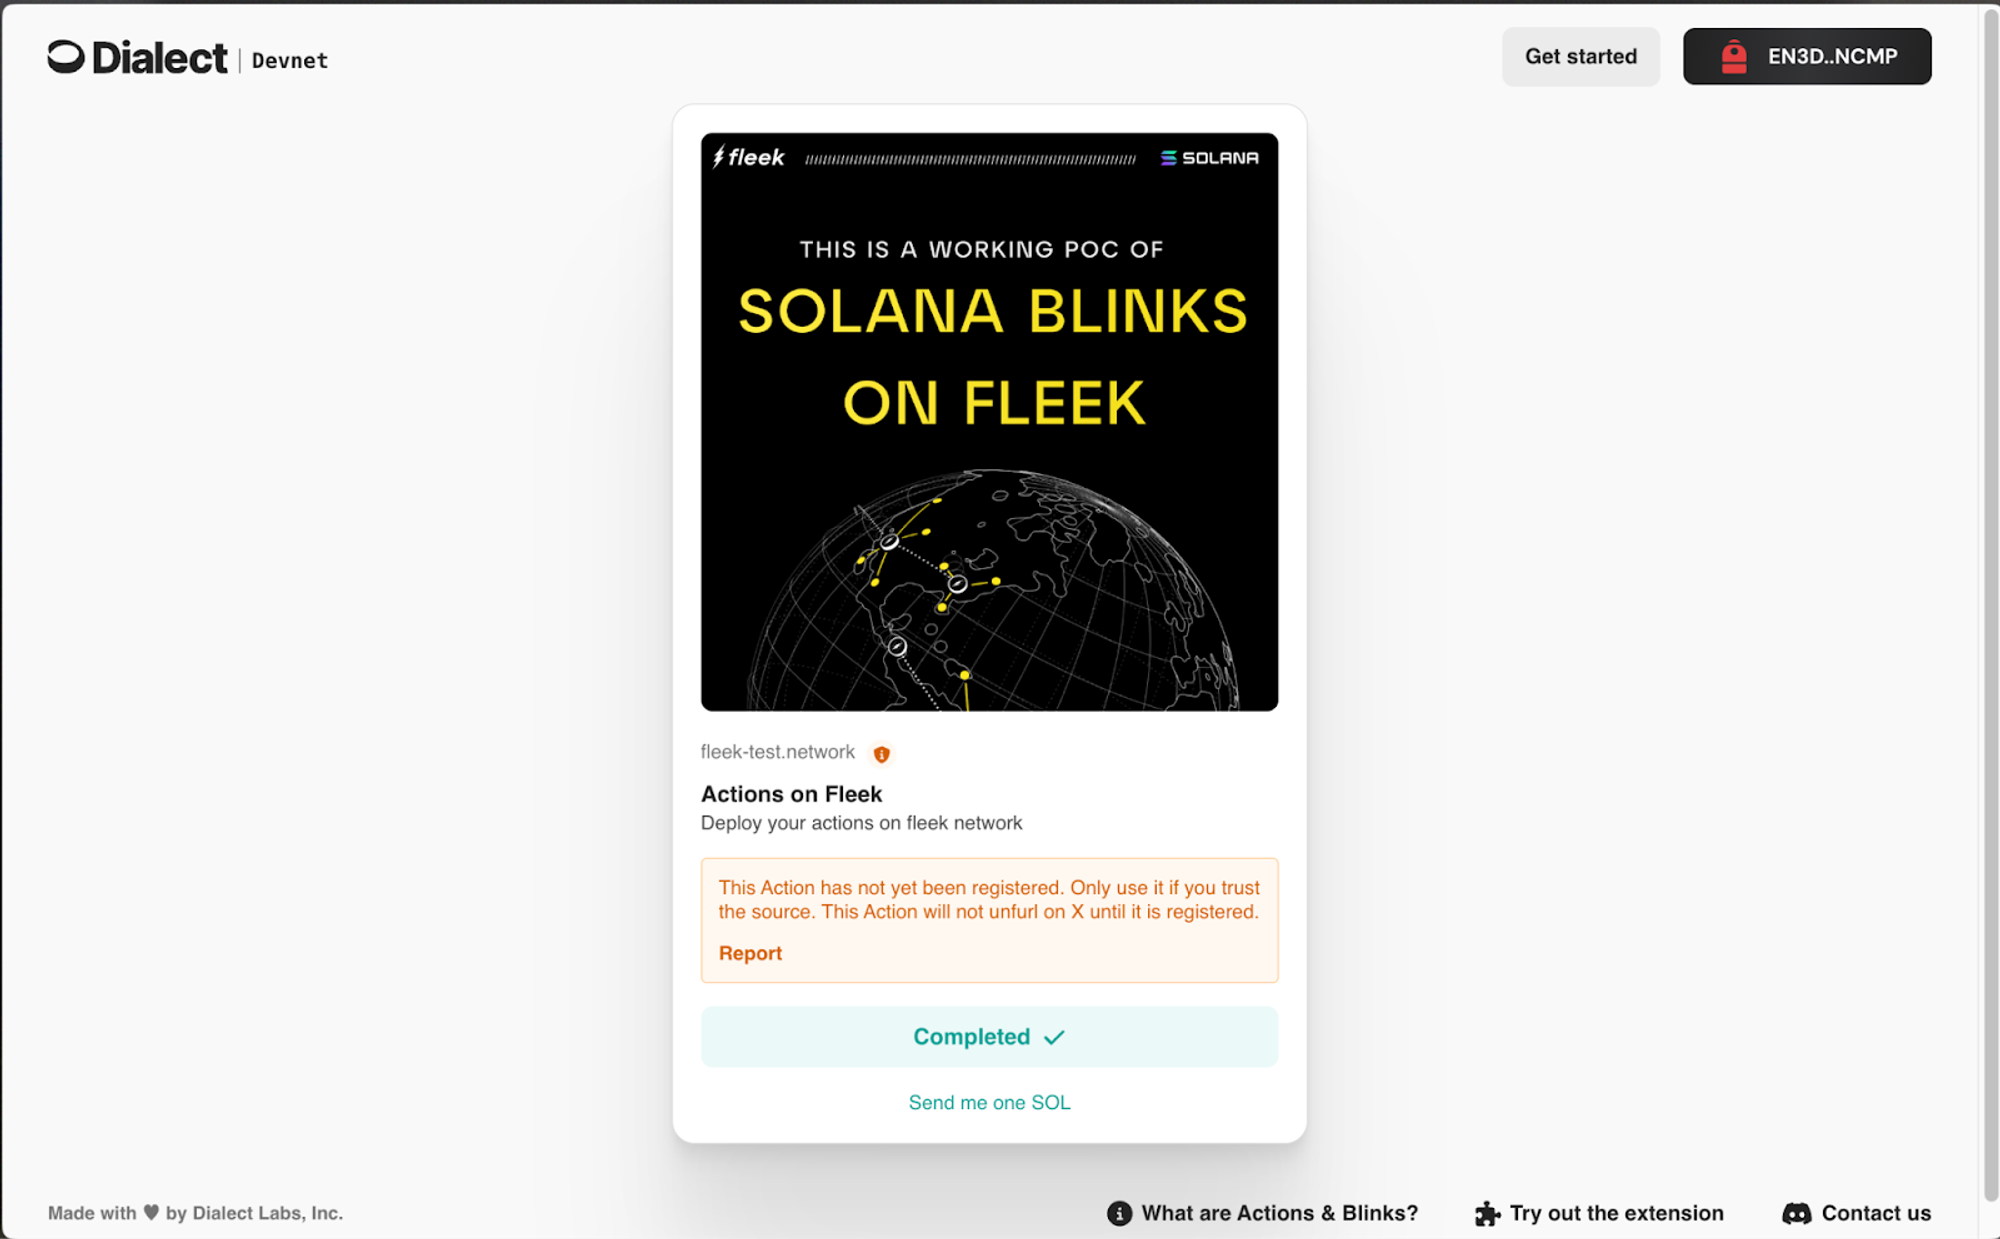 Dialect | Devnet
Get started
EN3D..NCMP
fleek
SOLANA
THIS IS A WORKING POC OF
SOLANA BLINKS
ON FLEEK
fleek-test.network
Actions on Fleek
Deploy your actions on fleek network
This Action has not yet been registered. Only use it if you trust
the source. This Action will not unfurl on X until it is registered.
Report
Completed
Send me one SOL
Made with ♥ by Dialect Labs, Inc.
What are Actions & Blinks?
Try out the extension
Contact us